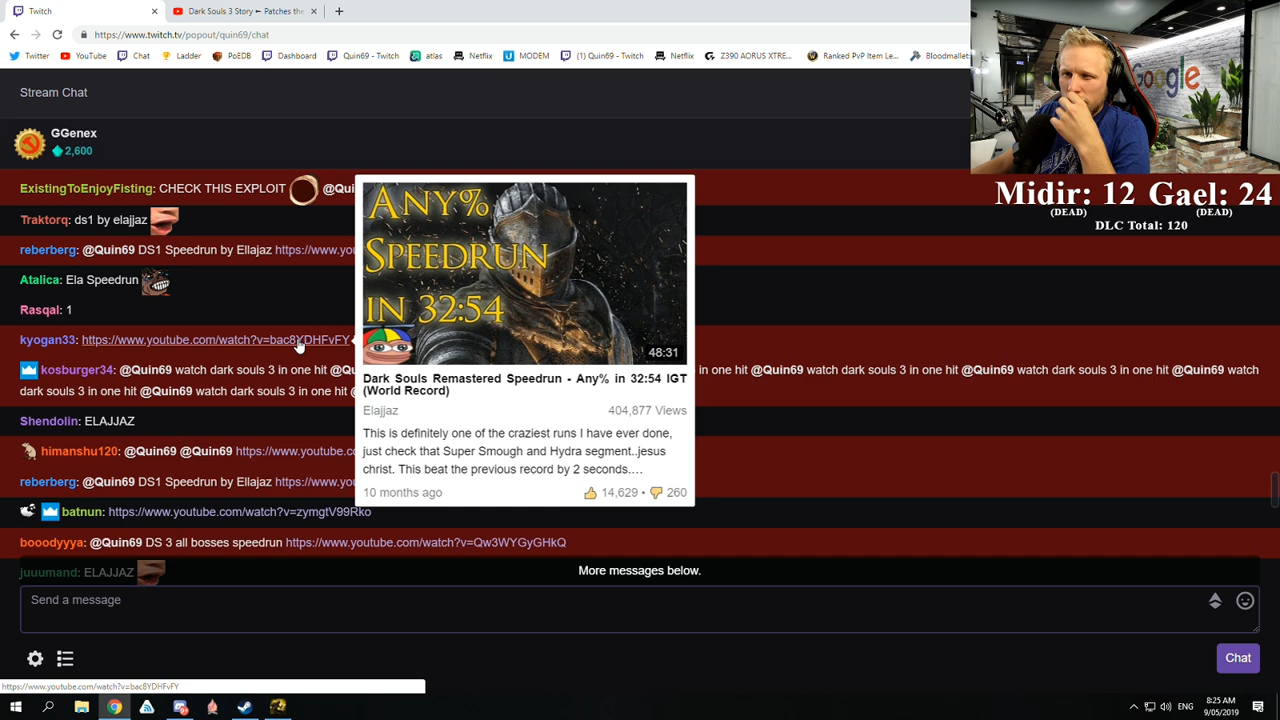 Twitch
Dark Souls 3 Story ► Patches the
https://www.twitch.tv/popout/quin69/chat
Twitter YouTube Chat Ladder PoEDB Dashboard Quin69 - Twitch atlas Netflix MODEM (1) Quin69 - Twitch Netflix Z390 AORUS XTRE... Ranked PvP Item Le... Bloodmallet
Stream Chat
GGenex
2,600
ExistingToEnjoyFisting: CHECK THIS EXPLOIT @Qui
Traktorq: ds1 by elajjaz
reberberg: @Quin69 DS1 Speedrun by Ellajaz https://www.yo
Atalica: Ela Speedrun
Rasqal: 1
kyogan33: https://www.youtube.com/watch?v=bac8YDHFvFY
kosburger34: @Quin69 watch dark souls 3 in one hit @Qu in one hit @Quin69 watch dark souls 3 in one hit @Quin69 watch dark souls 3 in one hit @Quin69 watch
dark souls 3 in one hit @Quin69 watch dark souls 3 in one hit
Shendolin: ELAJJAZ
himanshu120: @Quin69 @Quin69 https://www.youtube.c
reberberg: @Quin69 DS1 Speedrun by Ellajaz https://www.yo
batnun: https://www.youtube.com/watch?v=zymgtV99Rko
booodyyya: @Quin69 DS 3 all bosses speedrun https://www.youtube.com/watch?v=Qw3WYGyGHkQ
juuumand: ELAJJAZ
More messages below.
Send a message
Chat
https://www.youtube.com/watch?v=bac8YDHFvFY
ANY%
SPEEDRUN
IN 32:54
48:31
Dark Souls Remastered Speedrun - Any% in 32:54 IGT
(World Record)
Elajjaz 404,877 Views
This is definitely one of the craziest runs I have ever done,
just check that Super Smough and Hydra segment..jesus
christ. This beat the previous record by 2 seconds....
10 months ago 14,629 • 260
Google
Midir: 12 Gael: 24
(DEAD) (DEAD)
DLC Total: 120
ENG
8:25 AM
9/05/2019